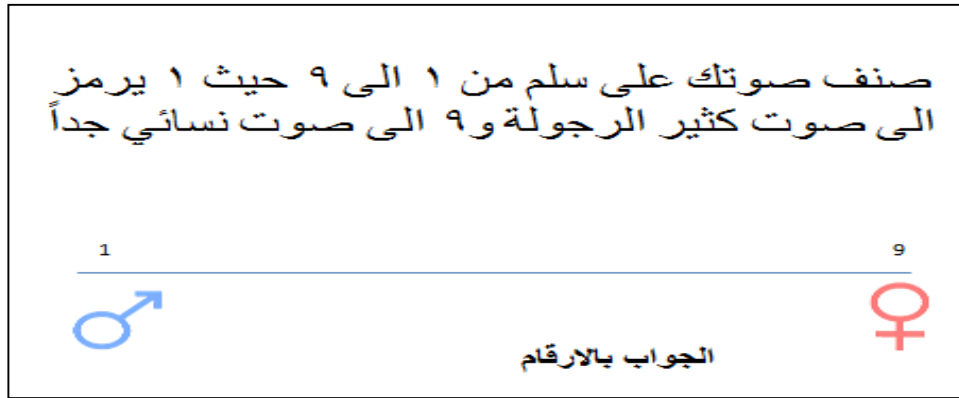 صنف صوتك على سلم من ١ الى ٩ حيث ١ يرمز
الى صوت كثير الرجولة و٩ الى صوت نسائي جداً
1 9
الجواب بالارقام